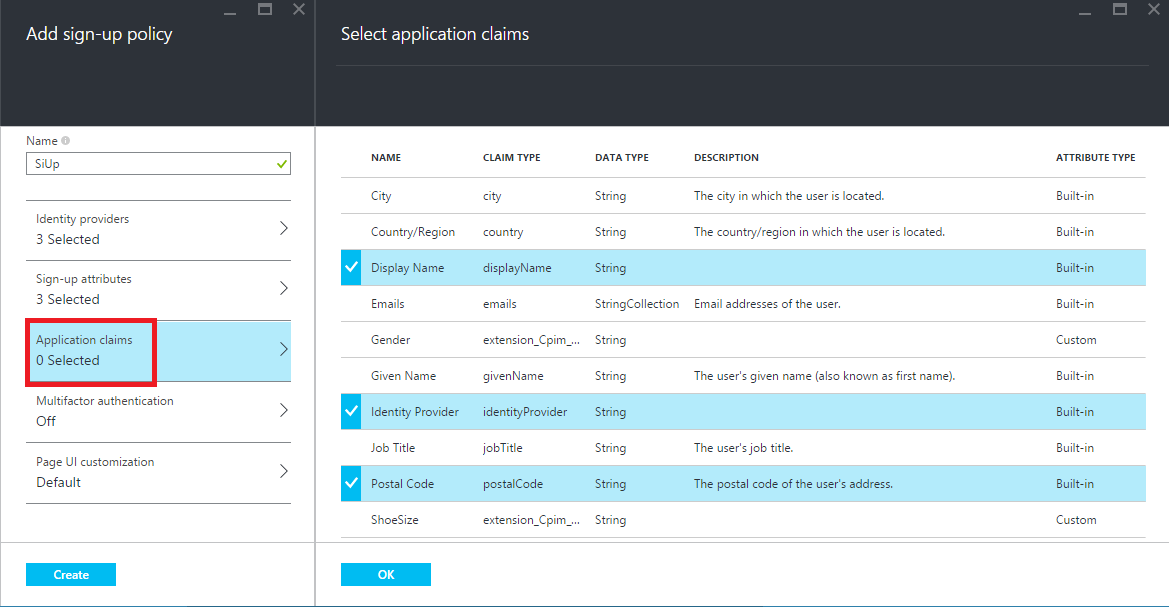 Add sign-up policy
Name
SiUp
Identity providers
3 Selected
Sign-up attributes
3 Selected
Application claims
0 Selected
Multifactor authentication
Off
Page UI customization
Default
Create
Select application claims
NAME CLAIM TYPE DATA TYPE DESCRIPTION ATTRIBUTE TYPE
City city String The city in which the user is located. Built-in
Country/Region country String The country/region in which the user is located. Built-in
Display Name displayName String Built-in
Emails emails StringCollection Email addresses of the user. Built-in
Gender extension_Cpim_... String Custom
Given Name givenName String The user's given name (also known as first name). Built-in
Identity Provider identityProvider String Built-in
Job Title jobTitle String The user's job title. Built-in
Postal Code postalCode String The postal code of the user's address. Built-in
ShoeSize extension_Cpim_... String Custom
OK